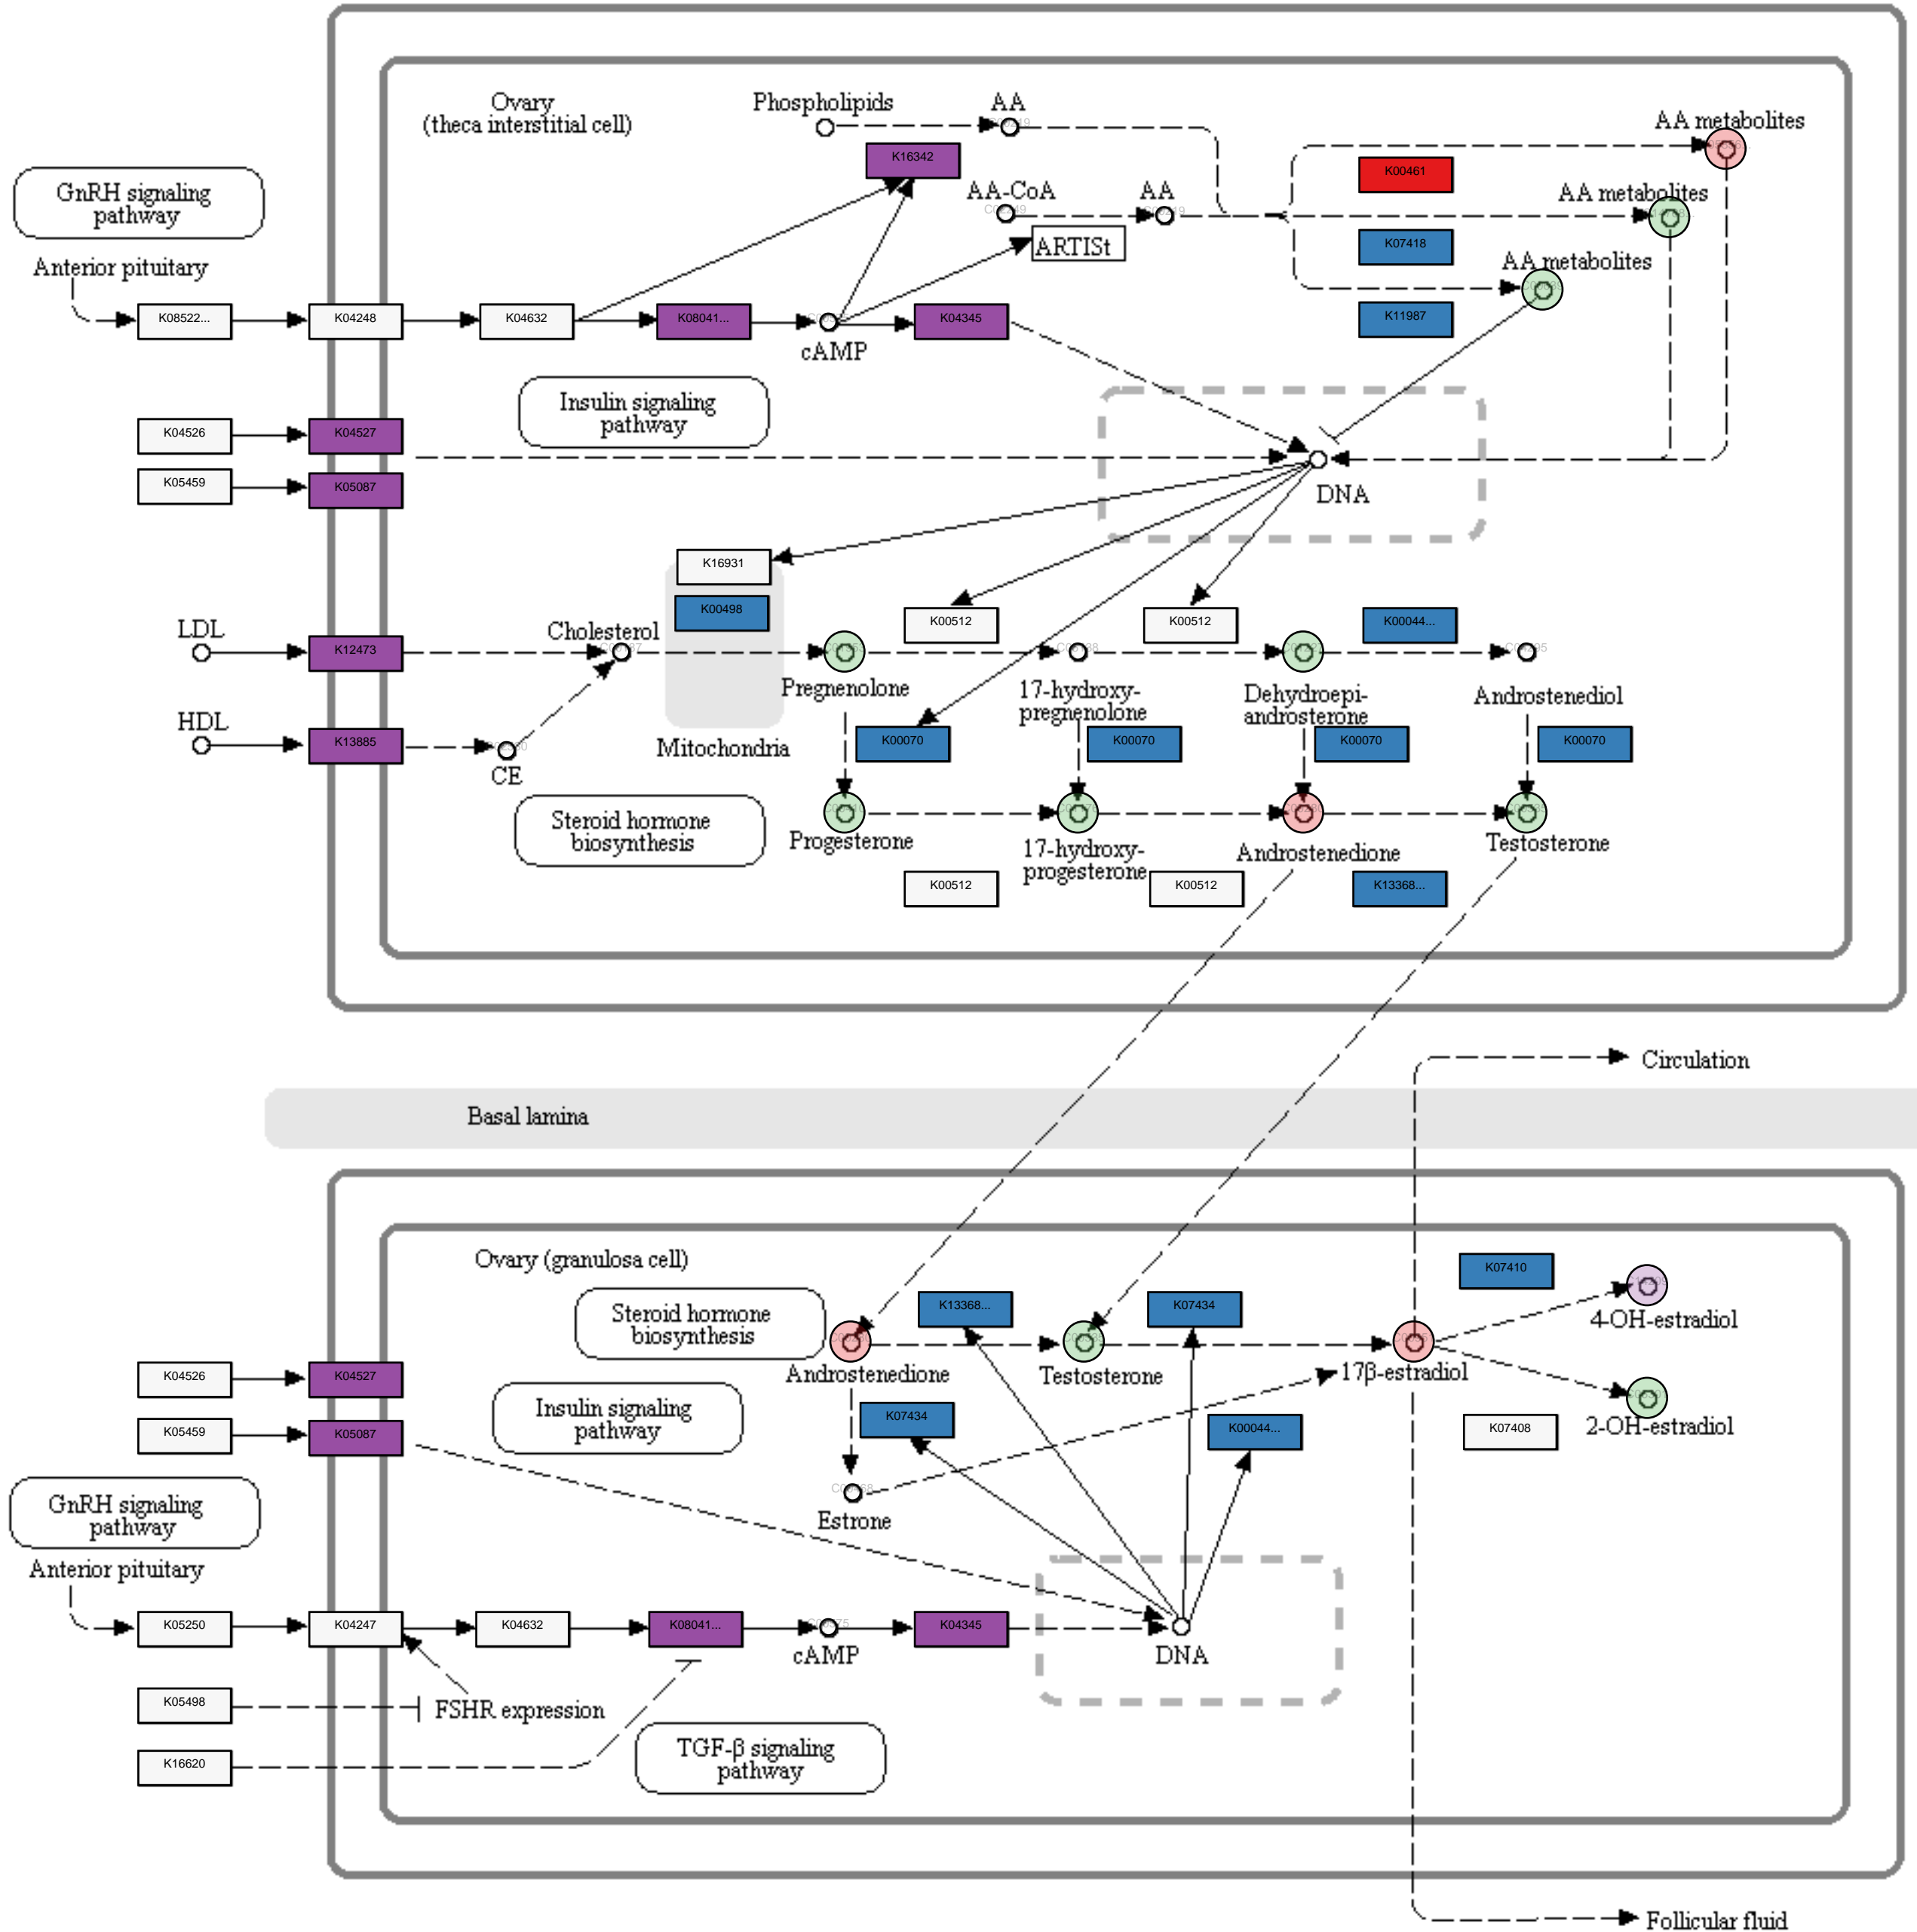 Ovary
(theca interstitial cell)
Phospholipids
AA
AA metabolites
K16342
K00461
GnRH signaling
pathway
AA-CoA
AA
AA metabolites
ARTISt
K07418
Anterior pituitary
AA metabolites
K08522...
K04248
K04632
K08041...
cAMP
K04345
K11987
Insulin signaling
pathway
K04526
K04527
K05459
K05087
DNA
K16931
K00498
K00512
K00512
K00044...
LDL
K12473
Cholesterol
Pregnenolone
17-hydroxy-
pregnenolone
Dehydroepi-
androsterone
Androstenediol
HDL
K13885
CE
Mitochondria
K00070
K00070
K00070
K00070
Steroid hormone
biosynthesis
Progesterone
17-hydroxy-
progesterone
Androstenedione
Testosterone
K00512
K00512
K13368...
Circulation
Basal lamina
Ovary (granulosa cell)
K07410
Steroid hormone
biosynthesis
K13368...
K07434
4-OH-estradiol
Androstenedione
Testosterone
17β-estradiol
K04526
K04527
K05459
K05087
Insulin signaling
pathway
K07434
K00044...
K07408
2-OH-estradiol
GnRH signaling
pathway
Estrone
Anterior pituitary
K05250
K04247
K04632
K08041...
cAMP
K04345
DNA
K05498
FSHR expression
K16620
TGF-β signaling
pathway
Follicular fluid